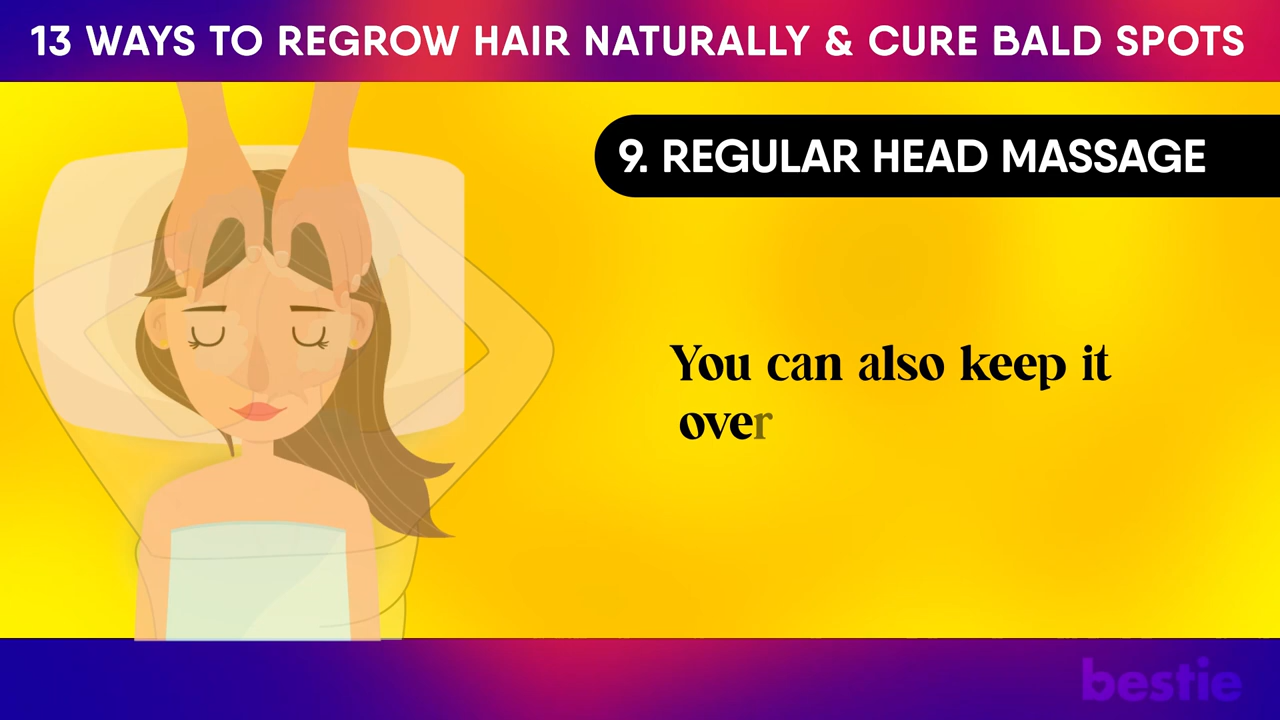 13 WAYS TO REGROW HAIR NATURALLY & CURE BALD SPOTS
9. REGULAR HEAD MASSAGE
You can also keep it
over
bestie